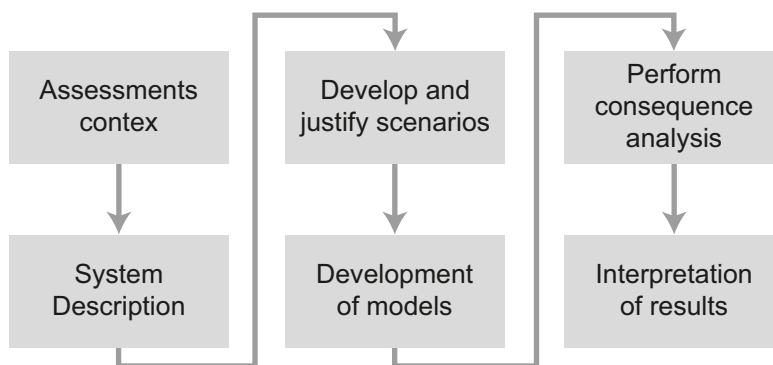 Assessments
contex
System
Description
Develop and
justify scenarios
Development
of models
Perform
consequence
analysis
Interpretation
of results